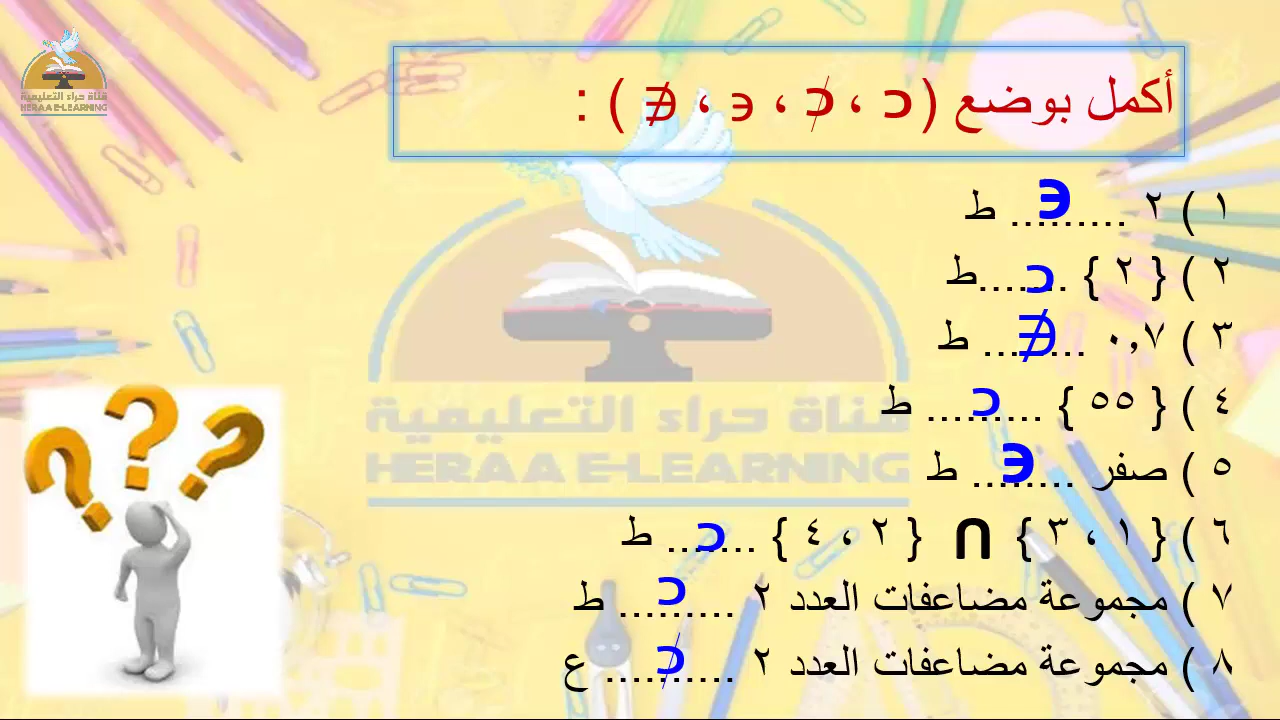 قناة حراء التعليمية
HERAA E-LEARNING
أكمل بوضع ( ⊃ ، ⊅ ، ∍ ، ∌ ) :
١ ) ٢ ....∍.... ط
٢ ) { ٢ } ...⊃...ط
٣ ) ٠,٧ ...∌... ط
٤ ) { ٥٥ } ....⊃.... ط
٥ ) صفر ...∍... ط
٦ ) { ١ ، ٣ } ∩ { ٢ ، ٤ } ...⊃... ط
٧ ) مجموعة مضاعفات العدد ٢ ....⊃.... ط
٨ ) مجموعة مضاعفات العدد ٢ ....⊅.... ع
قناة حراء التعليمية
HERAA E-LEARNING